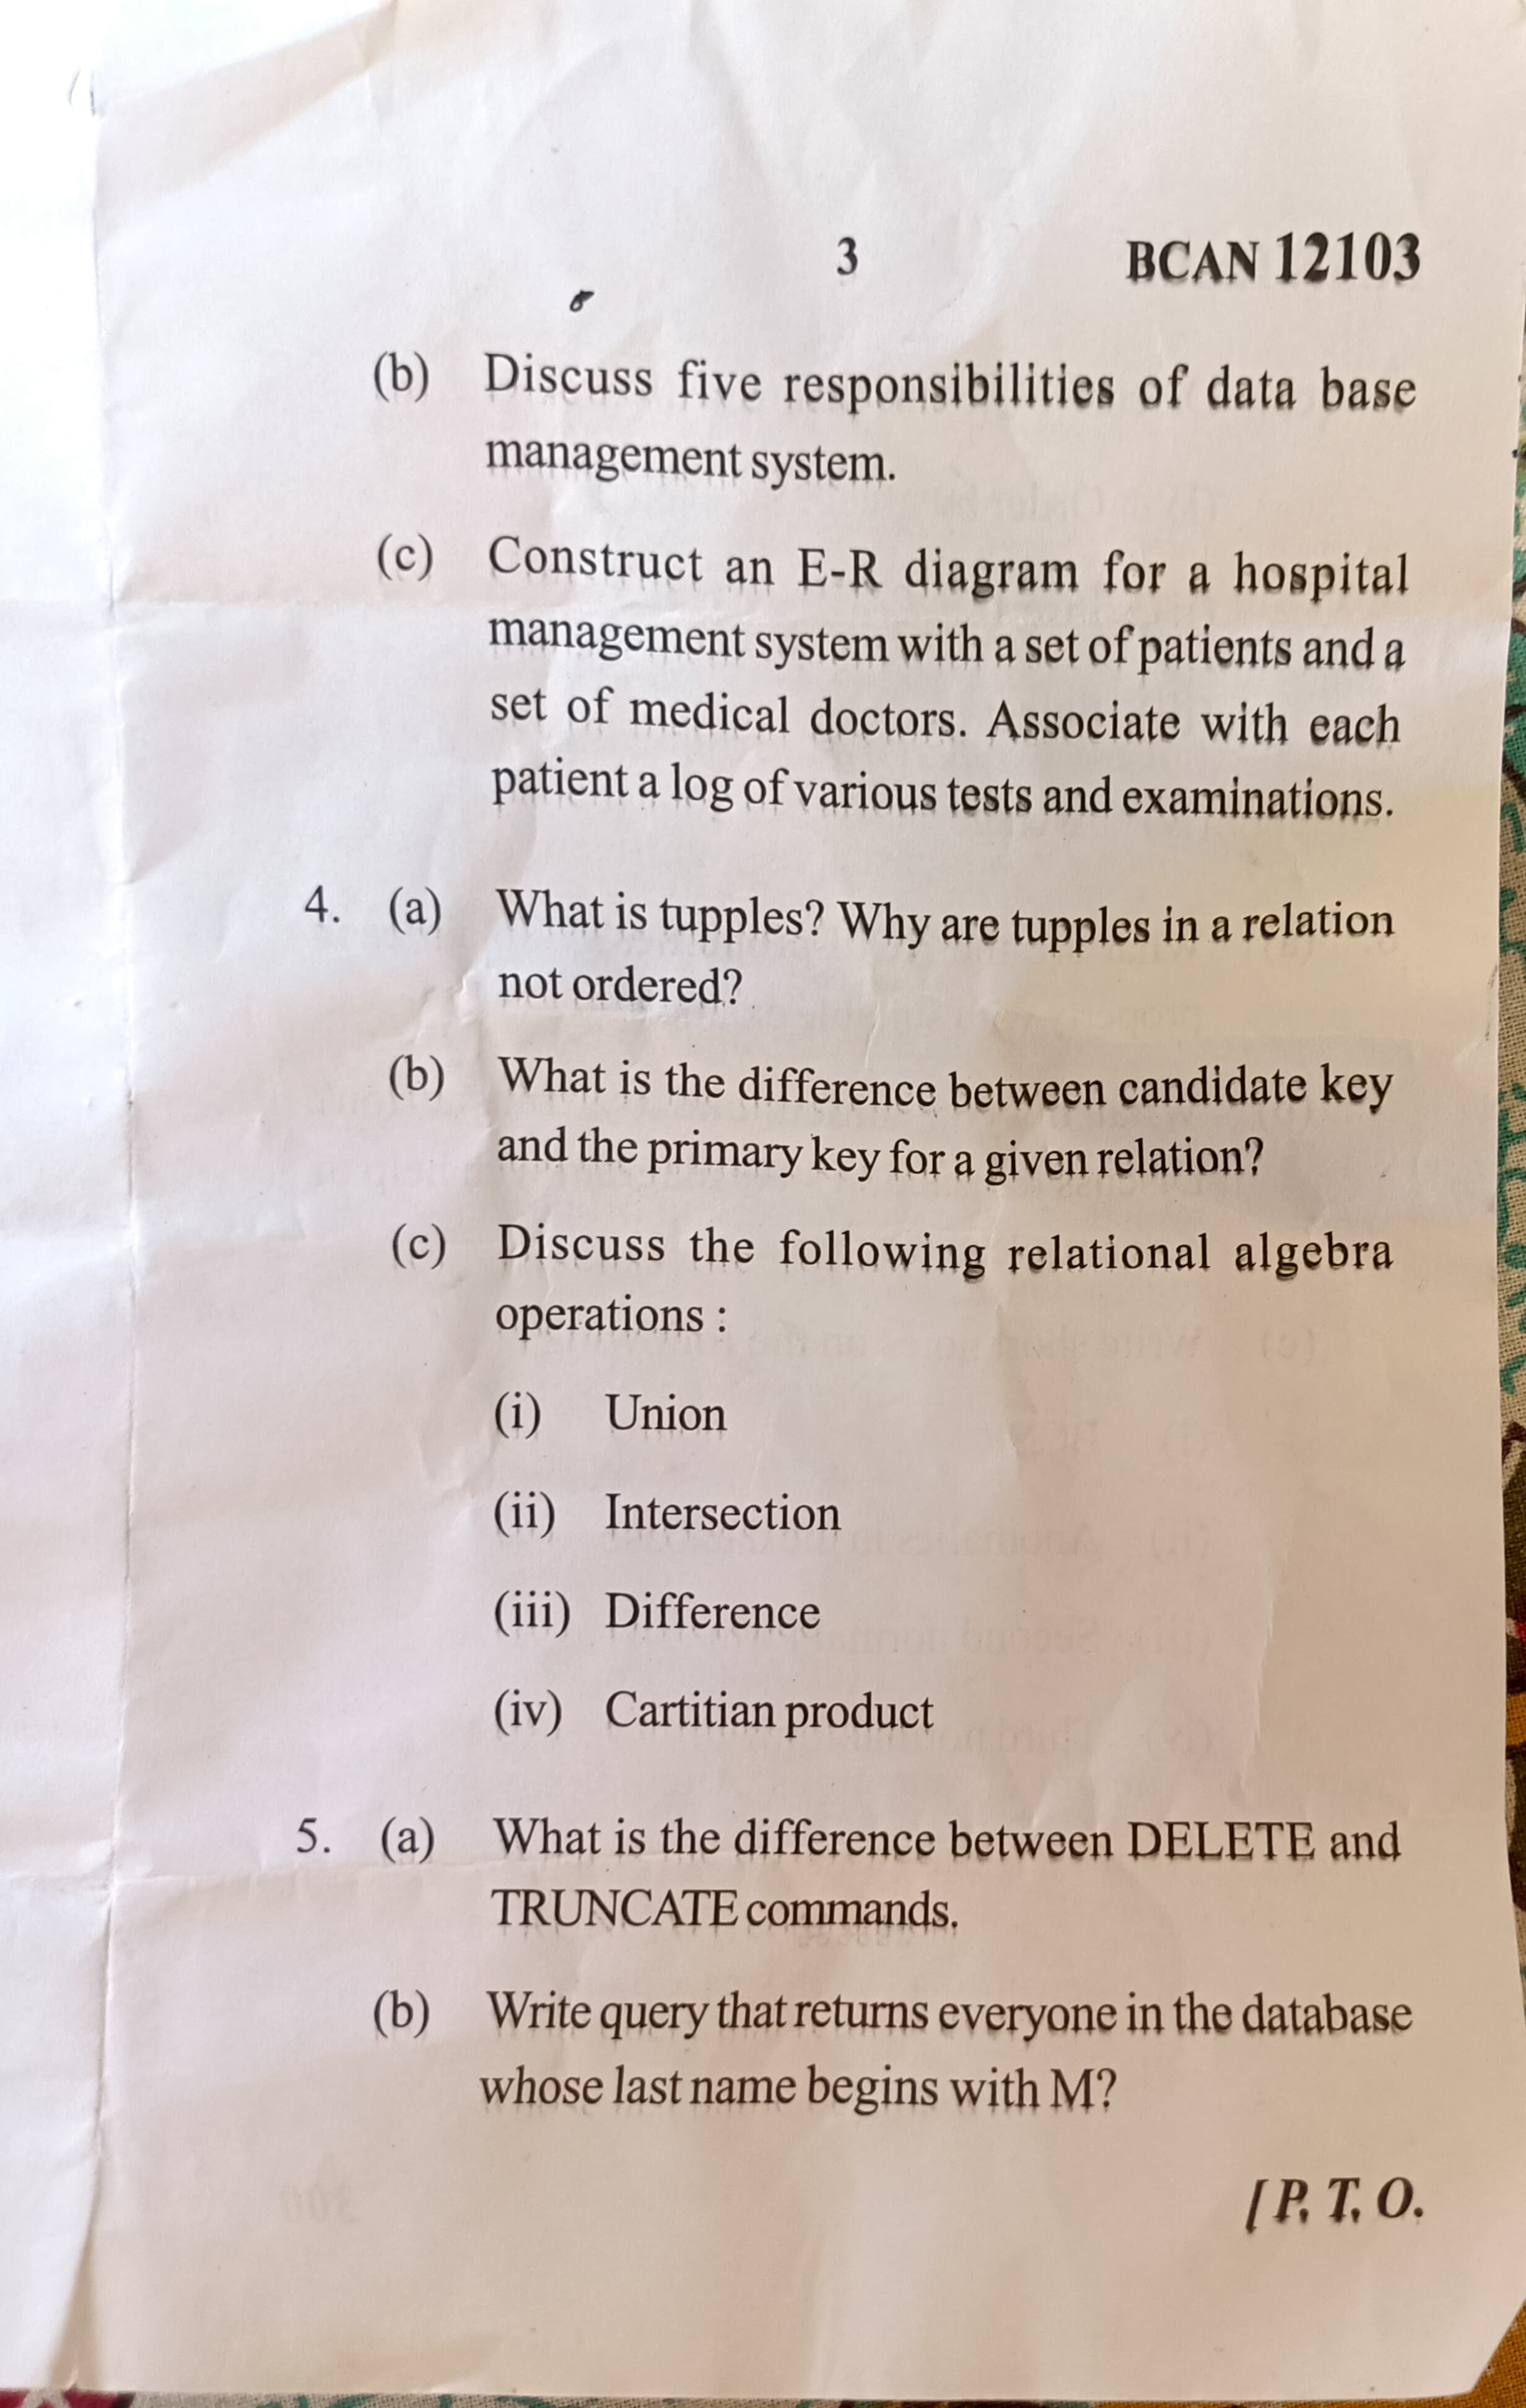 3 BCAN 12103
(b) Discuss five responsibilities of data base
management system.
(c) Construct an E-R diagram for a hospital
management system with a set of patients and a
set of medical doctors. Associate with each
patient a log of various tests and examinations.
4. (a) What is tupples? Why are tupples in a relation
not ordered?
(b) What is the difference between candidate key
and the primary key for a given relation?
(c) Discuss the following relational algebra
operations :
(i) Union
(ii) Intersection
(iii) Difference
(iv) Cartitian product
5. (a) What is the difference between DELETE and
TRUNCATE commands.
(b) Write query that returns everyone in the database
whose last name begins with M?
[ P. T. O.